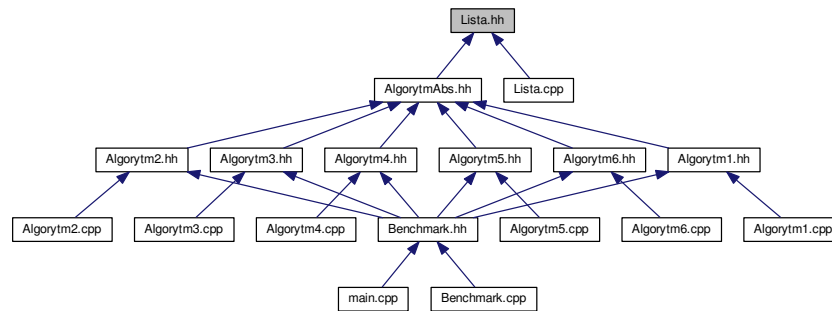 Lista.hh
AlgorytmAbs.hh
Lista.cpp
Algorytm2.hh
Algorytm3.hh
Algorytm4.hh
Algorytm5.hh
Algorytm6.hh
Algorytm1.hh
Algorytm2.cpp
Algorytm3.cpp
Algorytm4.cpp
Benchmark.hh
Algorytm5.cpp
Algorytm6.cpp
Algorytm1.cpp
main.cpp
Benchmark.cpp